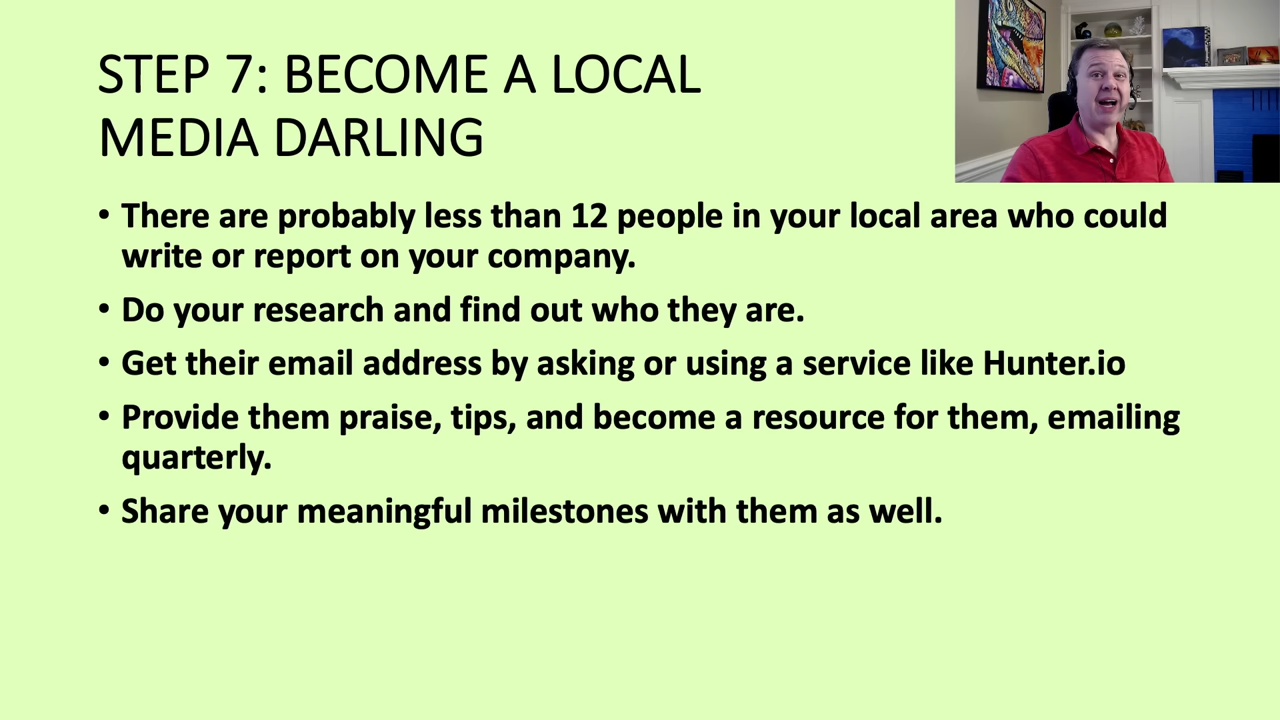 STEP 7: BECOME A LOCAL
MEDIA DARLING
• There are probably less than 12 people in your local area who could
write or report on your company.
• Do your research and find out who they are.
• Get their email address by asking or using a service like Hunter.io
• Provide them praise, tips, and become a resource for them, emailing
quarterly.
• Share your meaningful milestones with them as well.